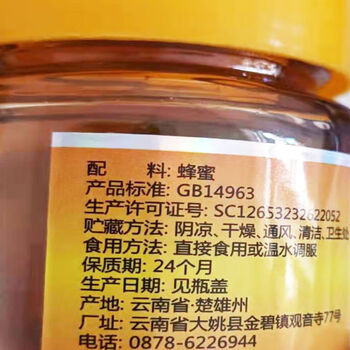 配 料: 蜂蜜
产品标准: GB14963
生产许可证号: SC12653232622052
贮藏方法: 阴凉、干燥、通风、清洁、卫生处
食用方法: 直接食用或温水调服
保质期: 24个月
生产日期: 见瓶盖
产地: 云南省·楚雄州
厂址: 云南省大姚县金碧镇观音寺77号
电话: 0878-6226944